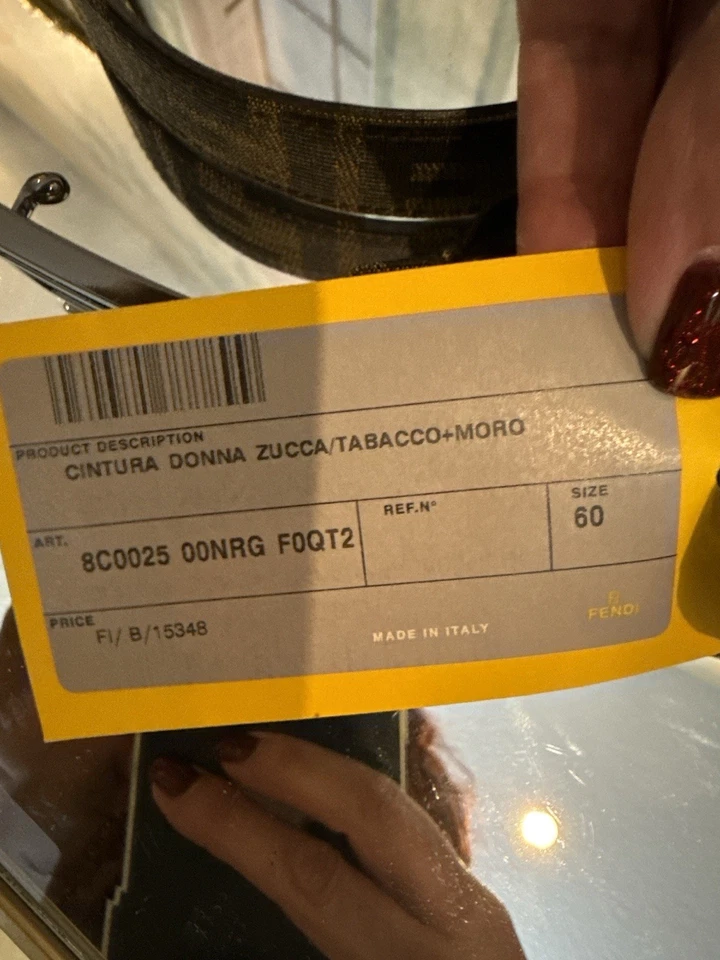 PRODUCT DESCRIPTION
CINTURA DONNA ZUCCA/TABACCO+MORO
ART.
8C0025 00NRG F0QT2
REF.N°
SIZE
60
PRICE
FI/ B/15348
MADE IN ITALY
FENDI